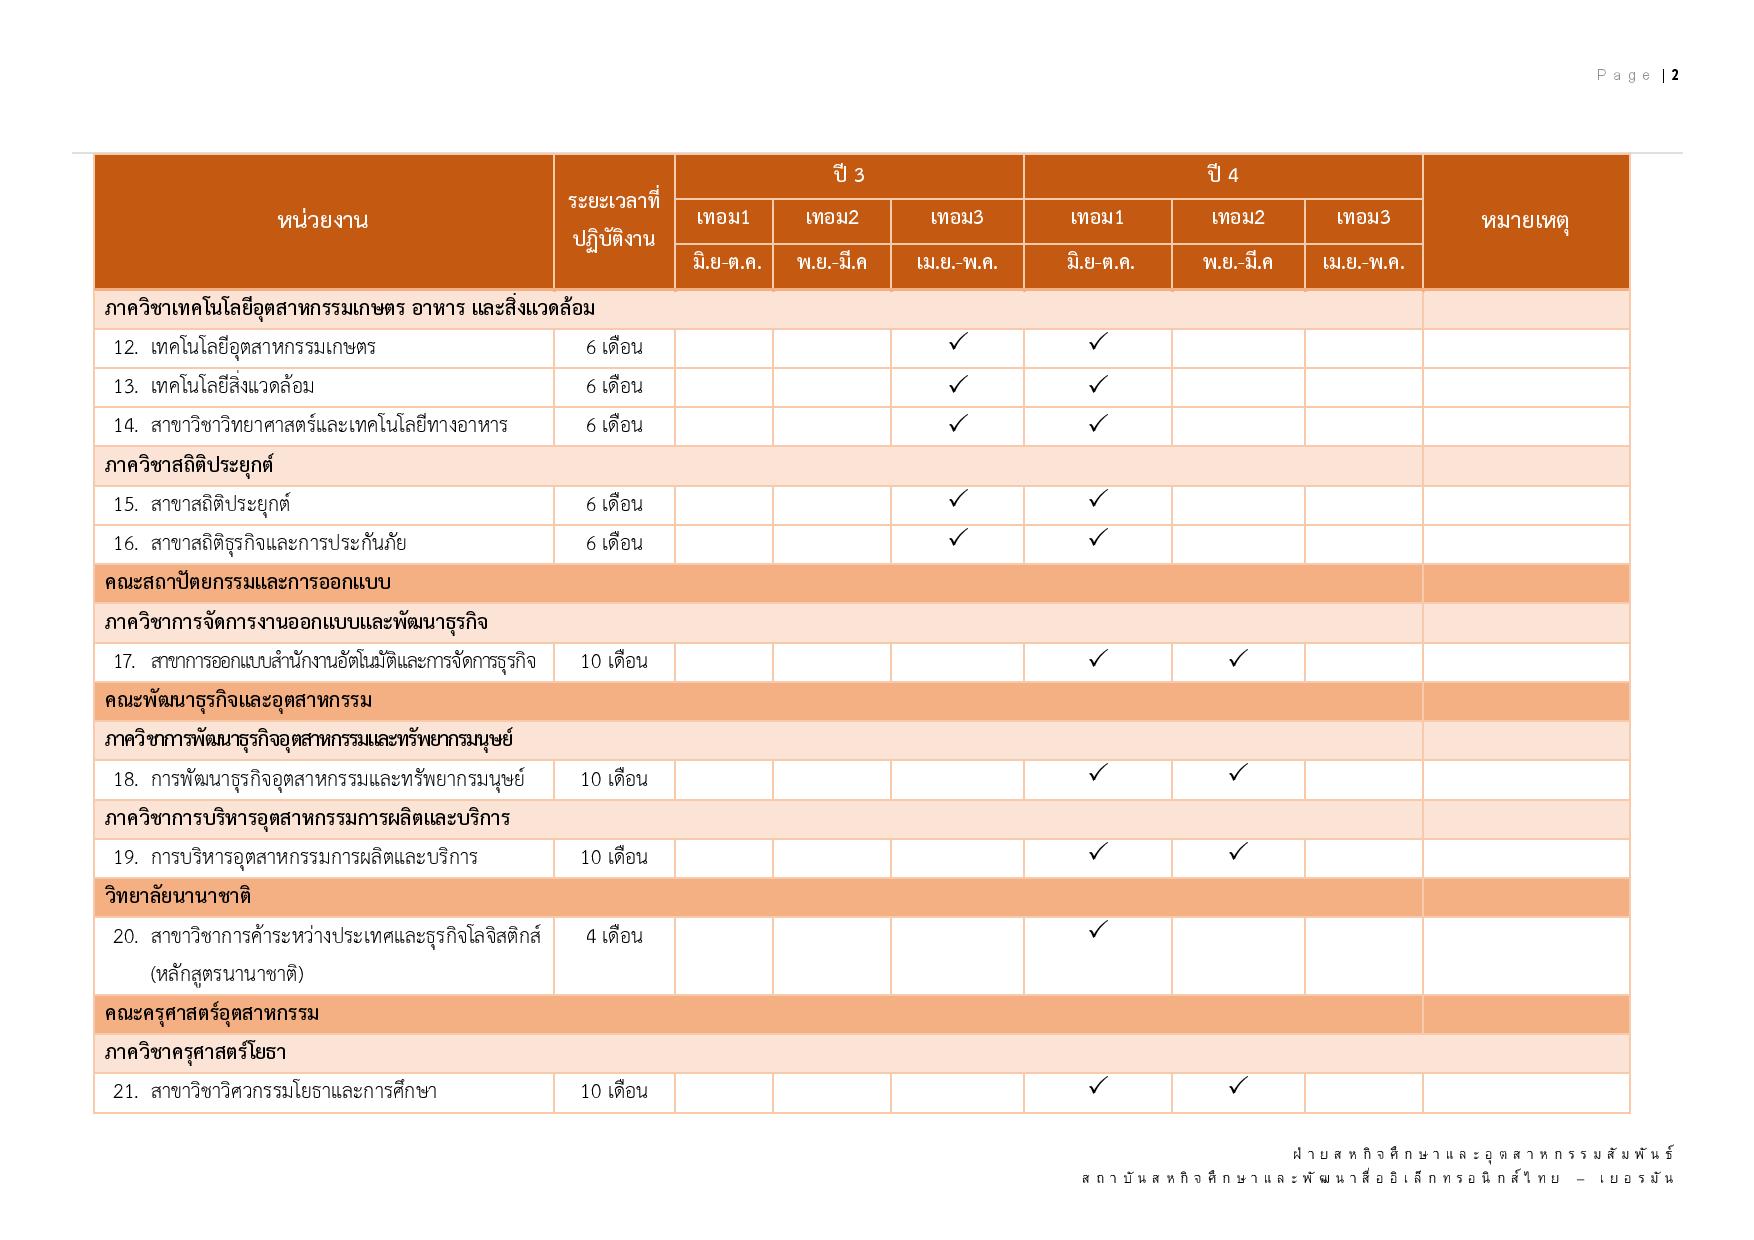 Page | 2
หน่วยงาน ระยะเวลาที่ปฏิบัติงาน ปี 3 ปี 4 หมายเหตุ
เทอม1 เทอม2 เทอม3 เทอม1 เทอม2 เทอม3
มิ.ย-ต.ค. พ.ย.-มี.ค เม.ย.-พ.ค. มิ.ย-ต.ค. พ.ย.-มี.ค เม.ย.-พ.ค.
ภาควิชาเทคโนโลยีอุตสาหกรรมเกษตร อาหาร และสิ่งแวดล้อม
12. เทคโนโลยีอุตสาหกรรมเกษตร 6 เดือน ✓ ✓
13. เทคโนโลยีสิ่งแวดล้อม 6 เดือน ✓ ✓
14. สาขาวิชาวิทยาศาสตร์และเทคโนโลยีทางอาหาร 6 เดือน ✓ ✓
ภาควิชาสถิติประยุกต์
15. สาขาสถิติประยุกต์ 6 เดือน ✓ ✓
16. สาขาสถิติธุรกิจและการประกันภัย 6 เดือน ✓ ✓
คณะสถาปัตยกรรมและการออกแบบ
ภาควิชาการจัดการงานออกแบบและพัฒนาธุรกิจ
17. สาขาการออกแบบสำนักงานอัตโนมัติและการจัดการธุรกิจ 10 เดือน ✓ ✓
คณะพัฒนาธุรกิจและอุตสาหกรรม
ภาควิชาการพัฒนาธุรกิจอุตสาหกรรมและทรัพยากรมนุษย์
18. การพัฒนาธุรกิจอุตสาหกรรมและทรัพยากรมนุษย์ 10 เดือน ✓ ✓
ภาควิชาการบริหารอุตสาหกรรมการผลิตและบริการ
19. การบริหารอุตสาหกรรมการผลิตและบริการ 10 เดือน ✓ ✓
วิทยาลัยนานาชาติ
20. สาขาวิชาการค้าระหว่างประเทศและธุรกิจโลจิสติกส์ 4 เดือน ✓
(หลักสูตรนานาชาติ)
คณะครุศาสตร์อุตสาหกรรม
ภาควิชาครุศาสตร์โยธา
21. สาขาวิชาวิศวกรรมโยธาและการศึกษา 10 เดือน ✓ ✓
ฝ่ายสหกิจศึกษาและอุตสาหกรรมสัมพันธ์
สถาบันสหกิจศึกษาและพัฒนาสื่ออิเล็กทรอนิกส์ไทย – เยอรมัน